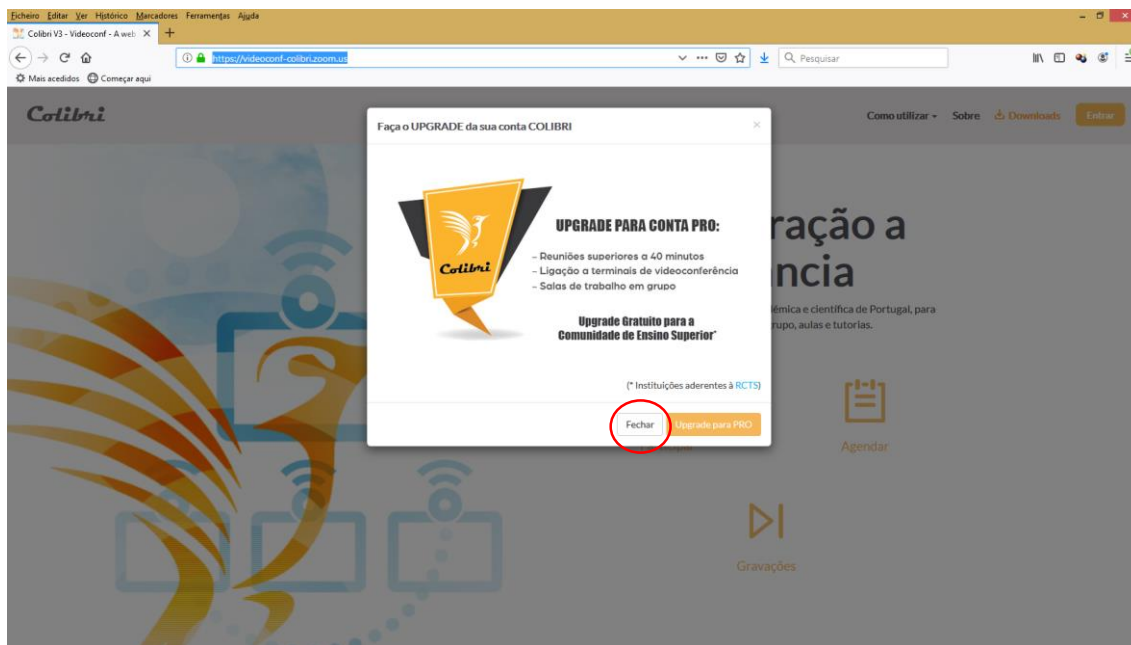 Ficheiro Editar Ver Histórico Marcadores Ferramentas Ajuda
Colibri V3 - Videoconf - A web
https://videoconf-colibri.zoom.us
Pesquisar
Mais acedidos Começar aqui
Colibri
Como utilizar Sobre Downloads Entrar
Faça o UPGRADE da sua conta COLIBRI
Colibri
UPGRADE PARA CONTA PRO:
- Reuniões superiores a 40 minutos
- Ligação a terminais de videoconferência
- Salas de trabalho em grupo
Upgrade Gratuito para a
Comunidade de Ensino Superior*
(* Instituições aderentes à RCTS)
Fechar Upgrade para PRO
ração a
ncia
démica e científica de Portugal, para
rupo, aulas e tutorias.
Agendar
Gravações